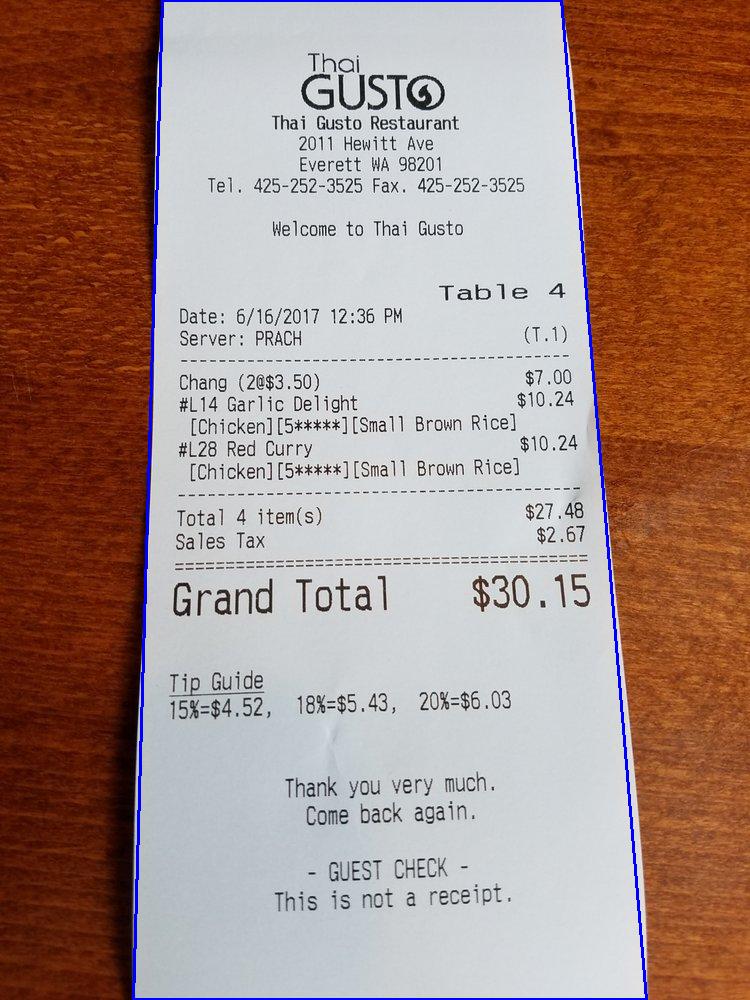 Thai
GUSTO
Thai Gusto Restaurant
2011 Hewitt Ave
Everett WA 98201
Tel. 425-252-3525 Fax. 425-252-3525
Welcome to Thai Gusto
Table 4
Date: 6/16/2017 12:36 PM
Server: PRACH (T.1)
Chang (2@$3.50) $7.00
#L14 Garlic Delight $10.24
[Chicken][5*****][Small Brown Rice]
#L28 Red Curry $10.24
[Chicken][5*****][Small Brown Rice]
Total 4 item(s) $27.48
Sales Tax $2.67
Grand Total $30.15
Tip Guide
15%=$4.52, 18%=$5.43, 20%=$6.03
Thank you very much.
Come back again.
- GUEST CHECK -
This is not a receipt.